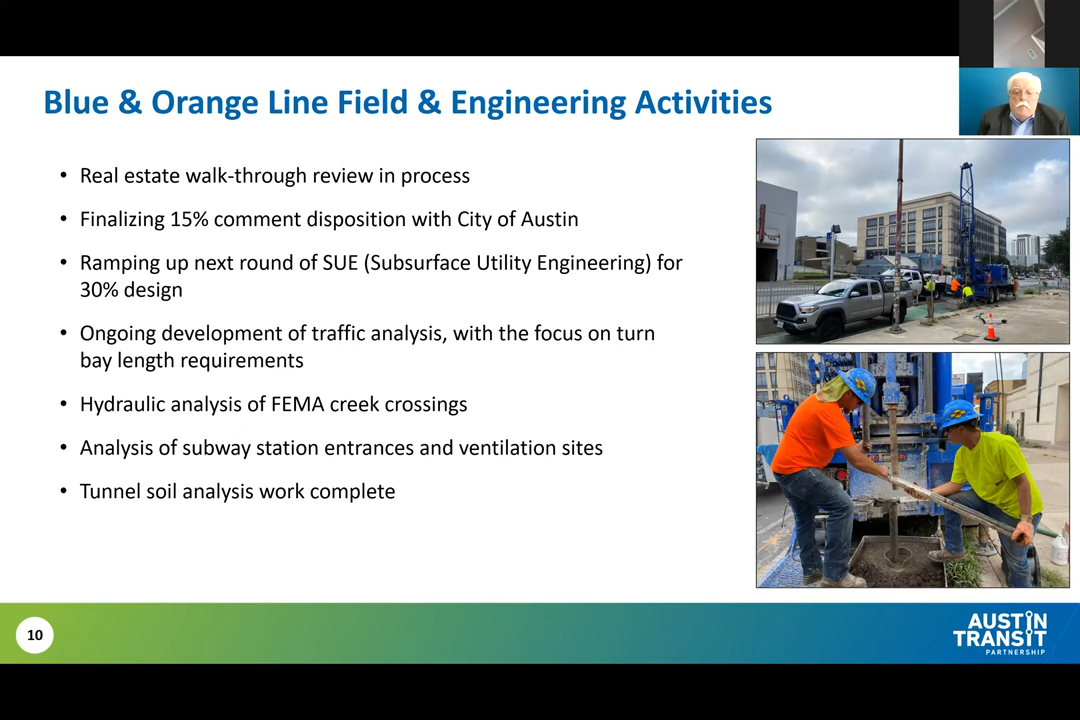 Blue & Orange Line Field & Engineering Activities
• Real estate walk-through review in process
• Finalizing 15% comment disposition with City of Austin
• Ramping up next round of SUE (Subsurface Utility Engineering) for
30% design
• Ongoing development of traffic analysis, with the focus on turn
bay length requirements
• Hydraulic analysis of FEMA creek crossings
• Analysis of subway station entrances and ventilation sites
• Tunnel soil analysis work complete
10
AUSTIN
TRANSIT
PARTNERSHIP